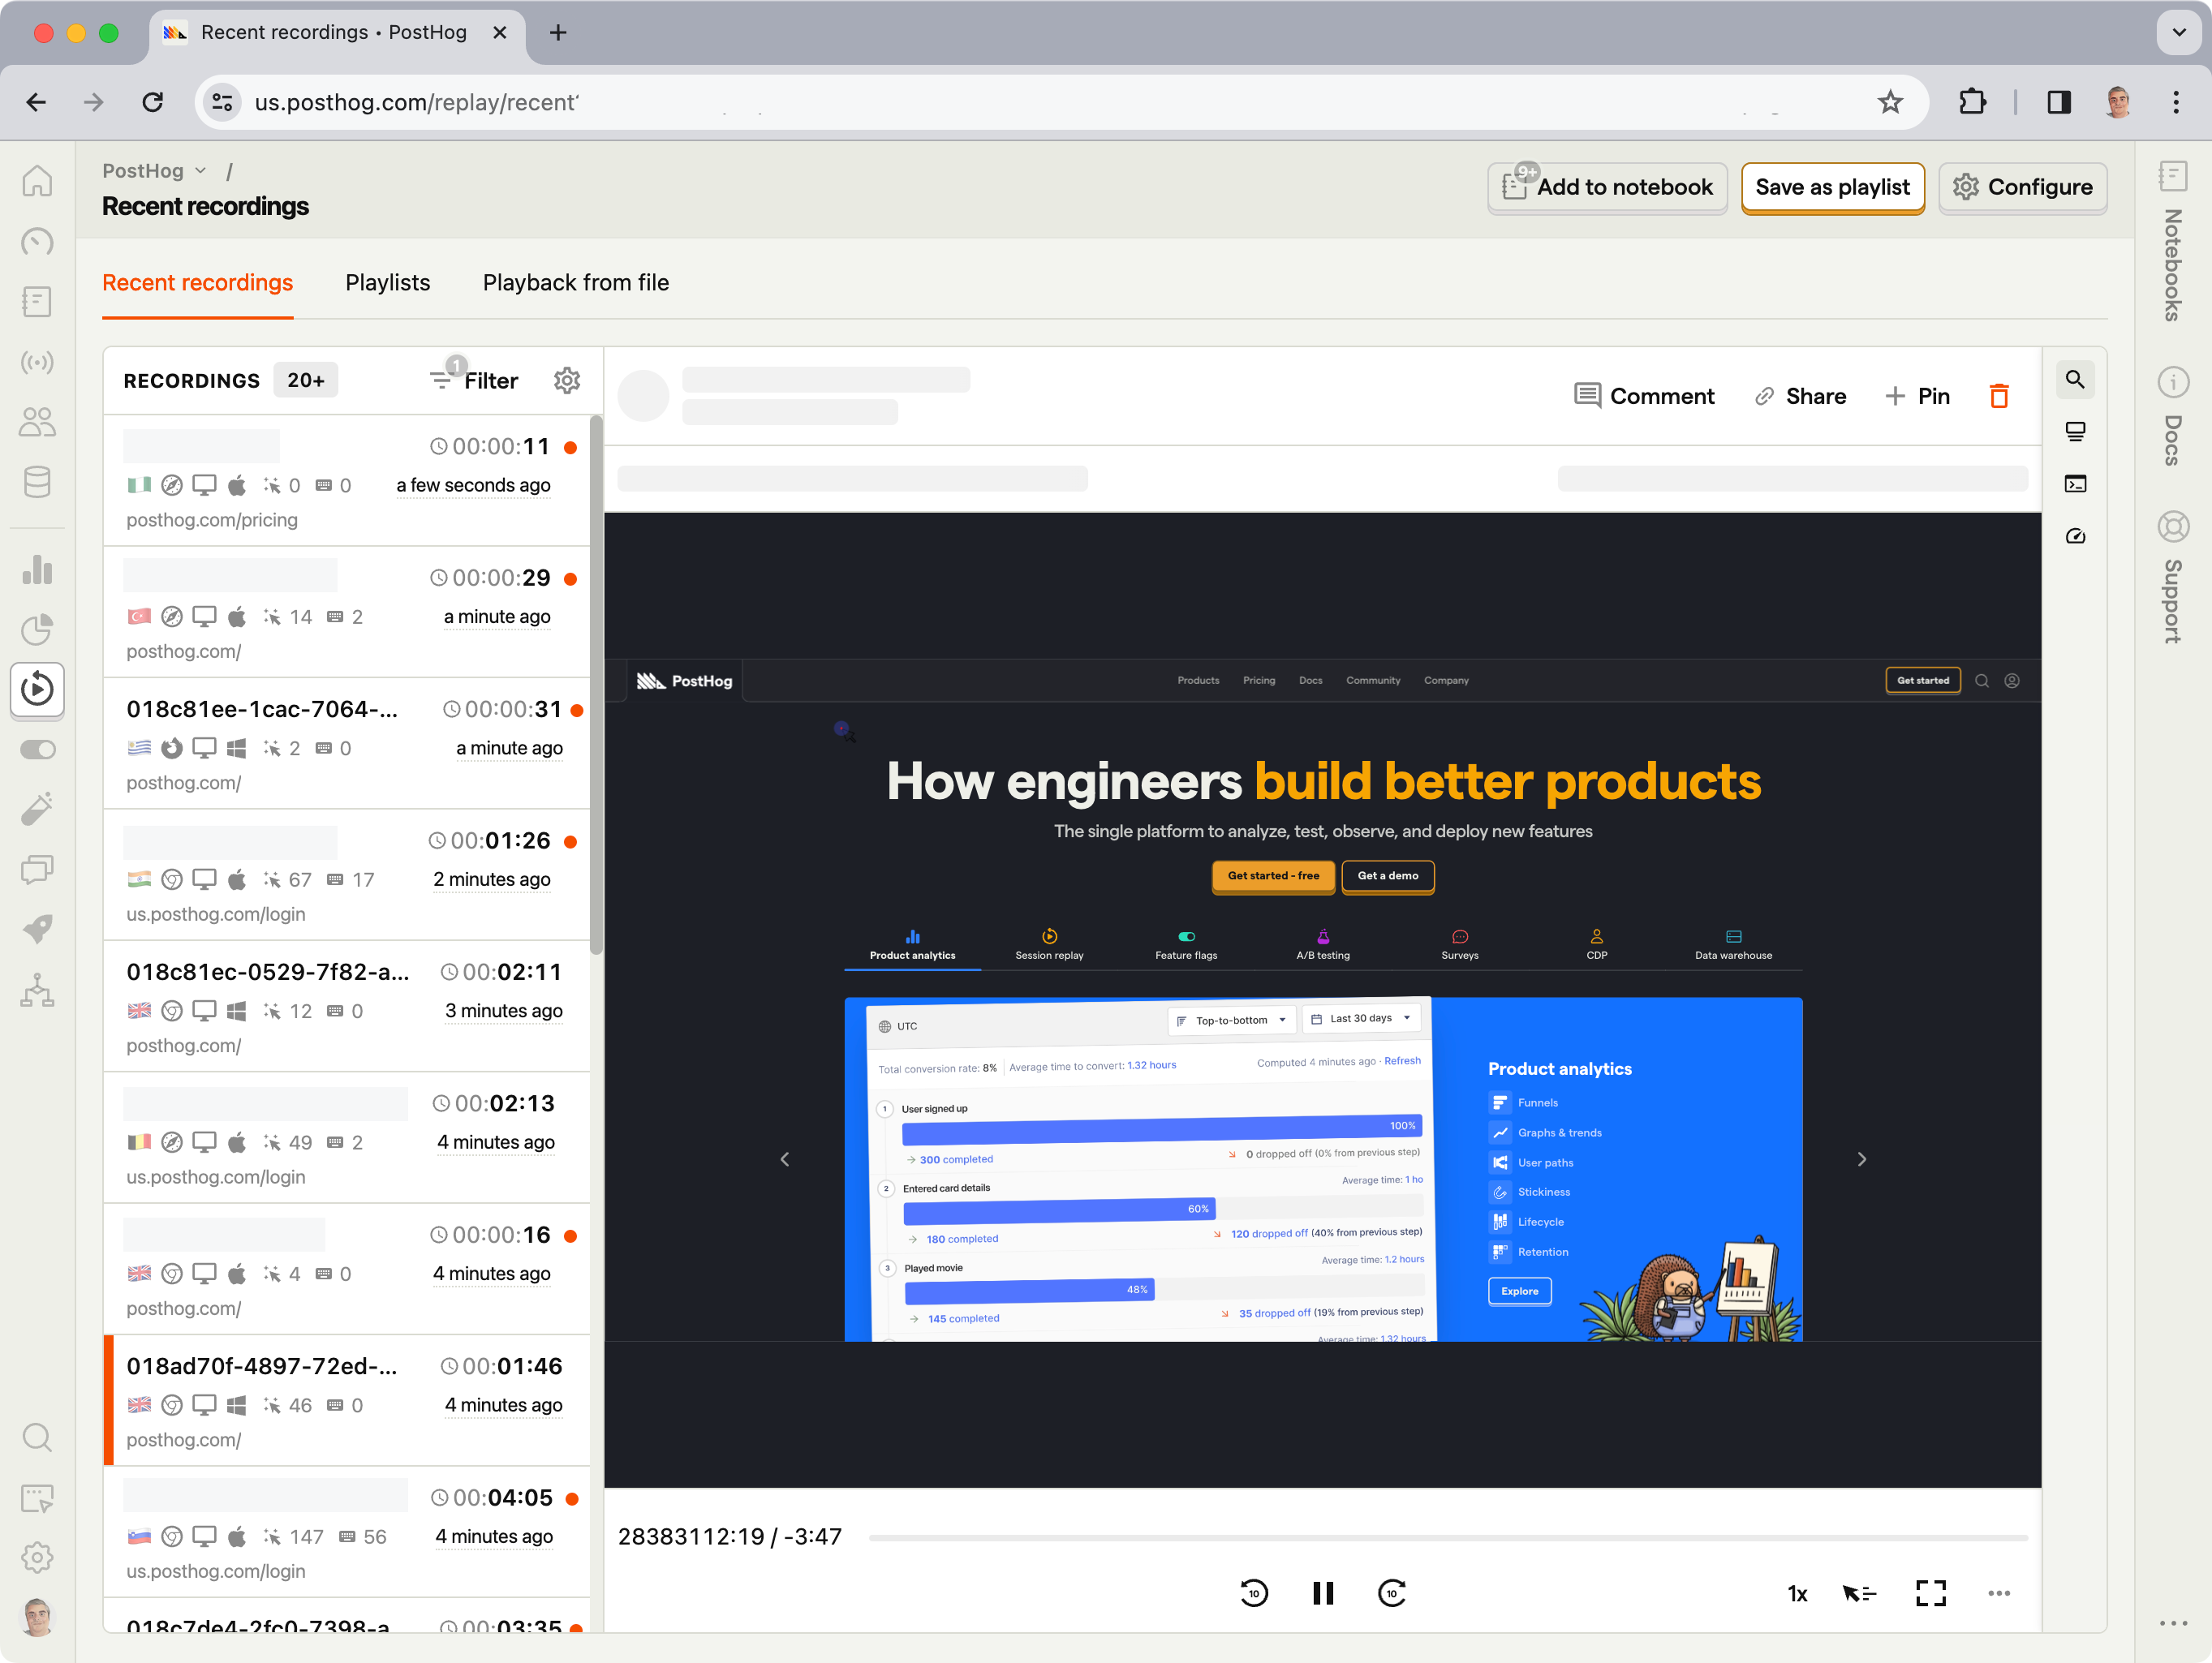 Recent recordings • PostHog
us.posthog.com/replay/recent
PostHog /
Recent recordings
9+
Add to notebook
Save as playlist
Configure
Notebooks
Docs
Support
Recent recordings
Playlists
Playback from file
RECORDINGS 20+
1
Filter
Comment
Share
Pin
00:00:11
0 0 a few seconds ago
posthog.com/pricing
00:00:29
14 2 a minute ago
posthog.com/
018c81ee-1cac-7064-... 00:00:31
2 0 a minute ago
posthog.com/
00:01:26
67 17 2 minutes ago
us.posthog.com/login
018c81ec-0529-7f82-a... 00:02:11
12 0 3 minutes ago
posthog.com/
00:02:13
49 2 4 minutes ago
us.posthog.com/login
00:00:16
4 0 4 minutes ago
posthog.com/
018ad70f-4897-72ed-... 00:01:46
46 0 4 minutes ago
posthog.com/
00:04:05
147 56 4 minutes ago
us.posthog.com/login
018c7de4-2fc0-7398-a 00:03:35
PostHog
Products Pricing Docs Community Company
Get started
How engineers build better products
The single platform to analyze, test, observe, and deploy new features
Get started - free
Get a demo
Product analytics
Session replay
Feature flags
A/B testing
Surveys
CDP
Data warehouse
UTC
Top-to-bottom
Last 30 days
Total conversion rate: 8% Average time to convert: 1.32 hours
Computed 4 minutes ago · Refresh
1 User signed up
100%
300 completed
0 dropped off (0% from previous step)
Average time: 1 ho
2 Entered card details
60%
180 completed
120 dropped off (40% from previous step)
Average time: 1.2 hours
3 Played movie
48%
145 completed
35 dropped off (19% from previous step)
Average time: 1.32 hours
Product analytics
Funnels
Graphs & trends
User paths
Stickiness
Lifecycle
Retention
Explore
28383112:19 / -3:47
10
10
1x